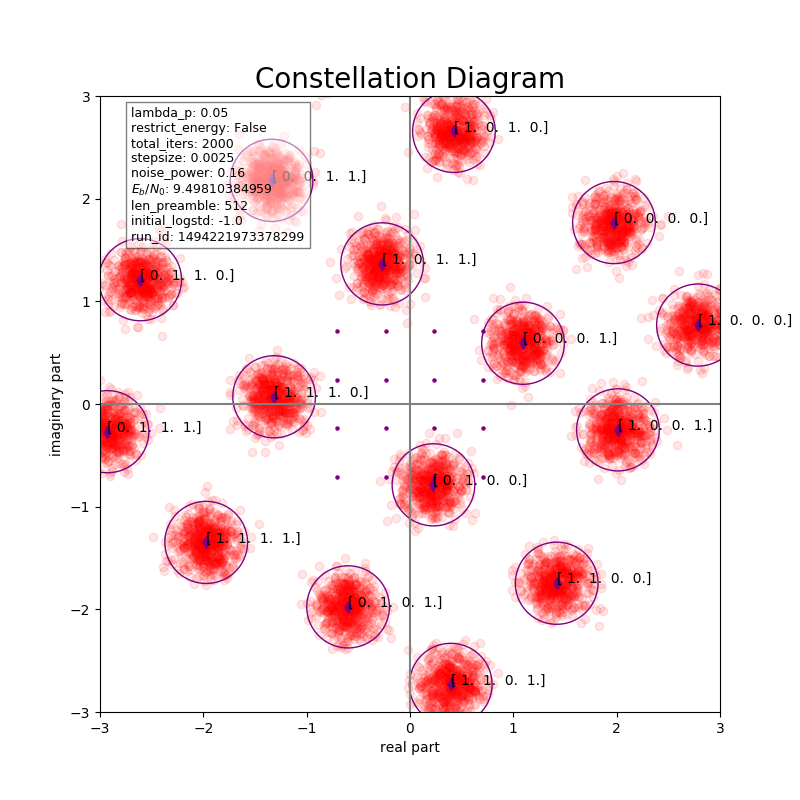 Constellation Diagram
lambda_p: 0.05
restrict_energy: False
total_iters: 2000
stepsize: 0.0025
noise_power: 0.16
E_b/N_0: 9.49810384959
len_preamble: 512
initial_logstd: -1.0
run_id: 1494221973378299
[ 1. 0. 1. 0.]
[ 0. 0. 1. 1.]
[ 0. 0. 0. 0.]
[ 1. 0. 1. 1.]
[ 0. 1. 1. 0.]
[ 1. 0. 0. 0.]
[ 0. 0. 0. 1.]
[ 1. 1. 1. 0.]
[ 0. 1. 1. 1.]
[ 1. 0. 0. 1.]
[ 0. 1. 0. 0.]
[ 1. 1. 1. 1.]
[ 1. 1. 0. 0.]
[ 0. 1. 0. 1.]
[ 1. 1. 0. 1.]
3
2
1
0
−1
−2
−3
imaginary part
−3 −2 −1 0 1 2 3
real part